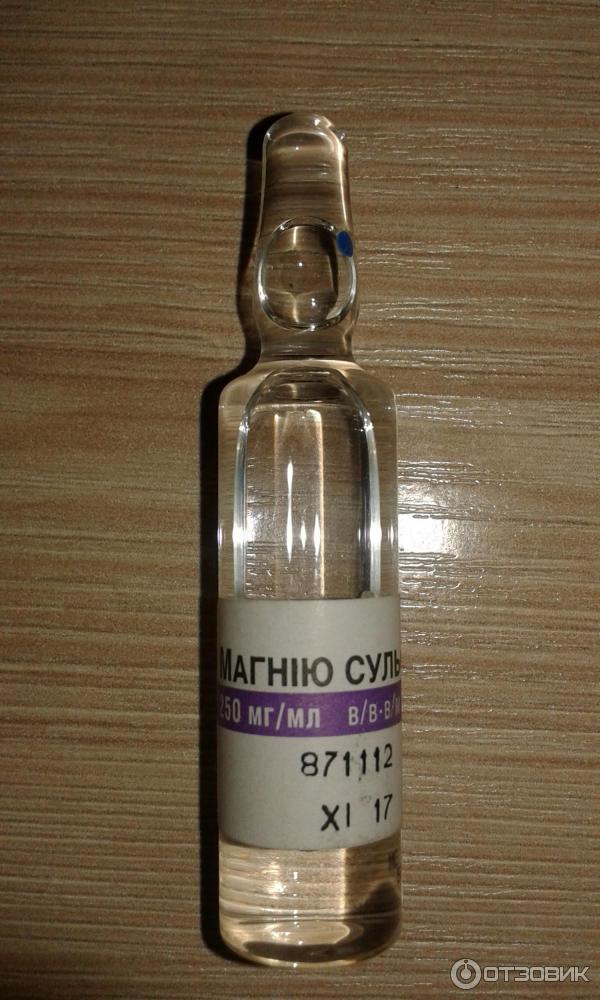 МАГНІЮ СУЛЬ
250 мг/мл в/в·в/м
871112
XI 17
ОТЗОВИК